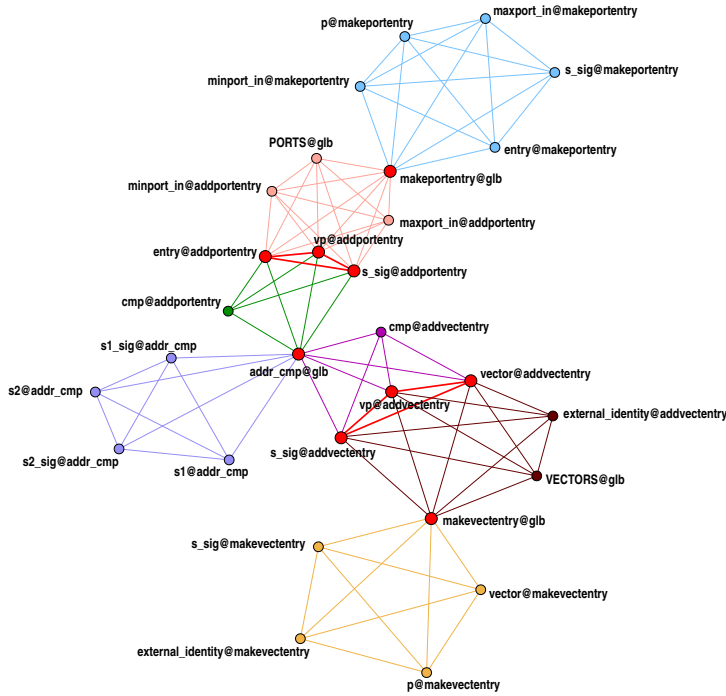 maxport_in@makeportentry
p@makeportentry
s_sig@makeportentry
minport_in@makeportentry
entry@makeportentry
PORTS@glb
makeportentry@glb
minport_in@addportentry
maxport_in@addportentry
vp@addportentry
entry@addportentry
s_sig@addportentry
cmp@addportentry
cmp@addvectentry
s1_sig@addr_cmp
addr_cmp@glb
vector@addvectentry
s2@addr_cmp
vp@addvectentry
external_identity@addvectentry
s_sig@addvectentry
s2_sig@addr_cmp
s1@addr_cmp
VECTORS@glb
makevectentry@glb
s_sig@makevectentry
vector@makevectentry
external_identity@makevectentry
p@makevectentry